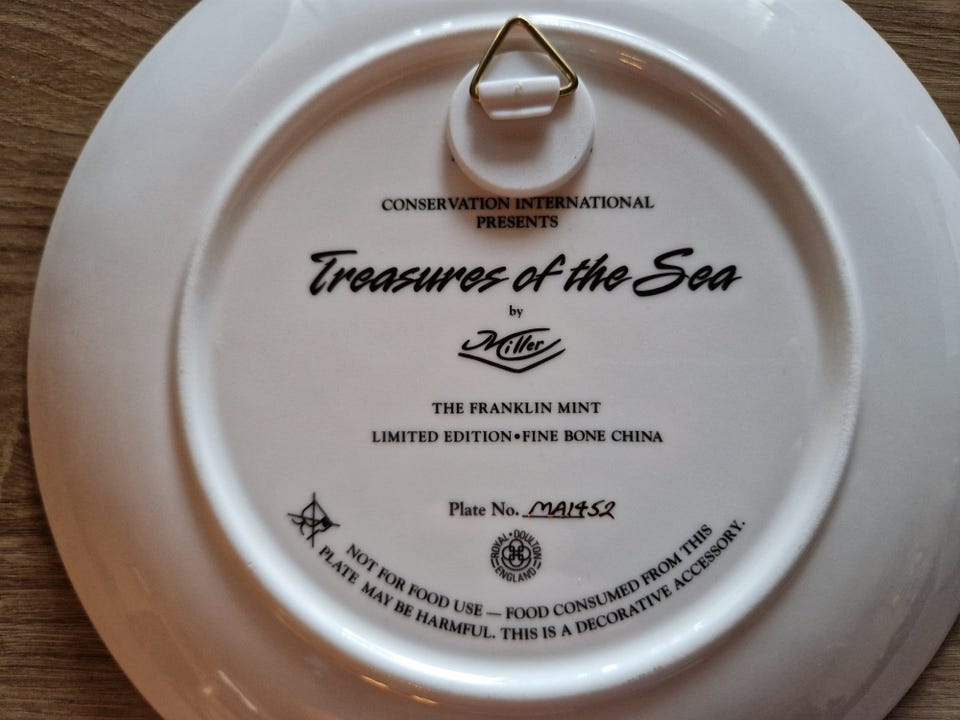 CONSERVATION INTERNATIONAL
PRESENTS
Treasures of the Sea
by
Miller
THE FRANKLIN MINT
LIMITED EDITION•FINE BONE CHINA
Plate No. MA1452
ROYAL•DOULTON
ENGLAND
NOT FOR FOOD USE — FOOD CONSUMED FROM THIS
PLATE MAY BE HARMFUL. THIS IS A DECORATIVE ACCESSORY.